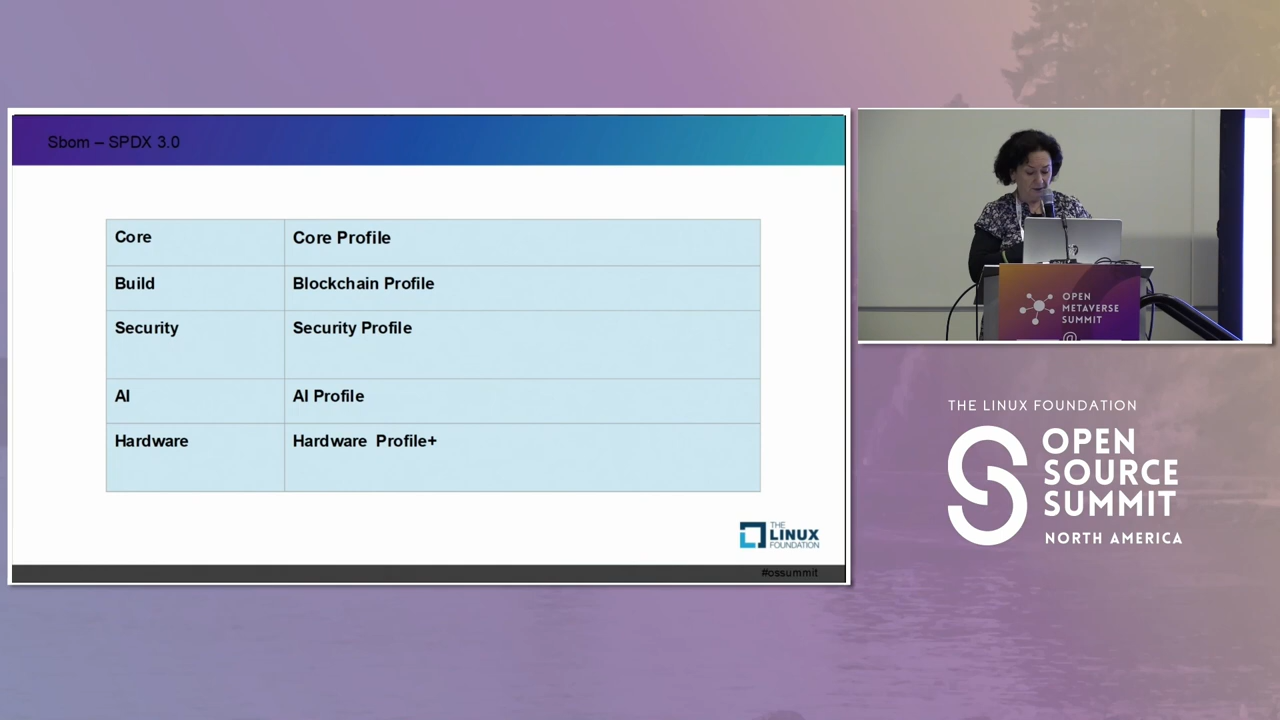 Sbom – SPDX 3.0
Core
Core Profile
Build
Blockchain Profile
Security
Security Profile
AI
AI Profile
Hardware
Hardware  Profile+
THE
LINUX
FOUNDATION
#ossummit
OPEN
METAVERSE
SUMMIT
@
THE LINUX FOUNDATION
OPEN
SOURCE
SUMMIT
NORTH AMERICA